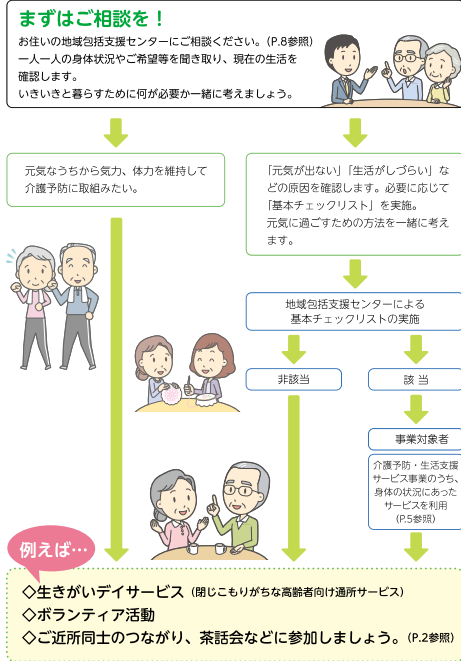 まずはご相談を！
お住いの地域包括支援センターにご相談ください。（P.8参照）
一人一人の身体状況やご希望等を聞き取り、現在の生活を
確認します。
いきいきと暮らすために何が必要か一緒に考えましょう。
元気なうちから気力、体力を維持して
介護予防に取組みたい。
「元気が出ない」「生活がしづらい」な
どの原因を確認します。必要に応じて
「基本チェックリスト」を実施。
元気に過ごすための方法を一緒に考え
ます。
地域包括支援センターによる
基本チェックリストの実施
非該当
該 当
事業対象者
介護予防・生活支援
サービス事業のうち、
身体の状況にあった
サービスを利用
（P.5参照）
例えば…
◇生きがいデイサービス（閉じこもりがちな高齢者向け通所サービス）
◇ボランティア活動
◇ご近所同士のつながり、茶話会などに参加しましょう。（P.2参照）